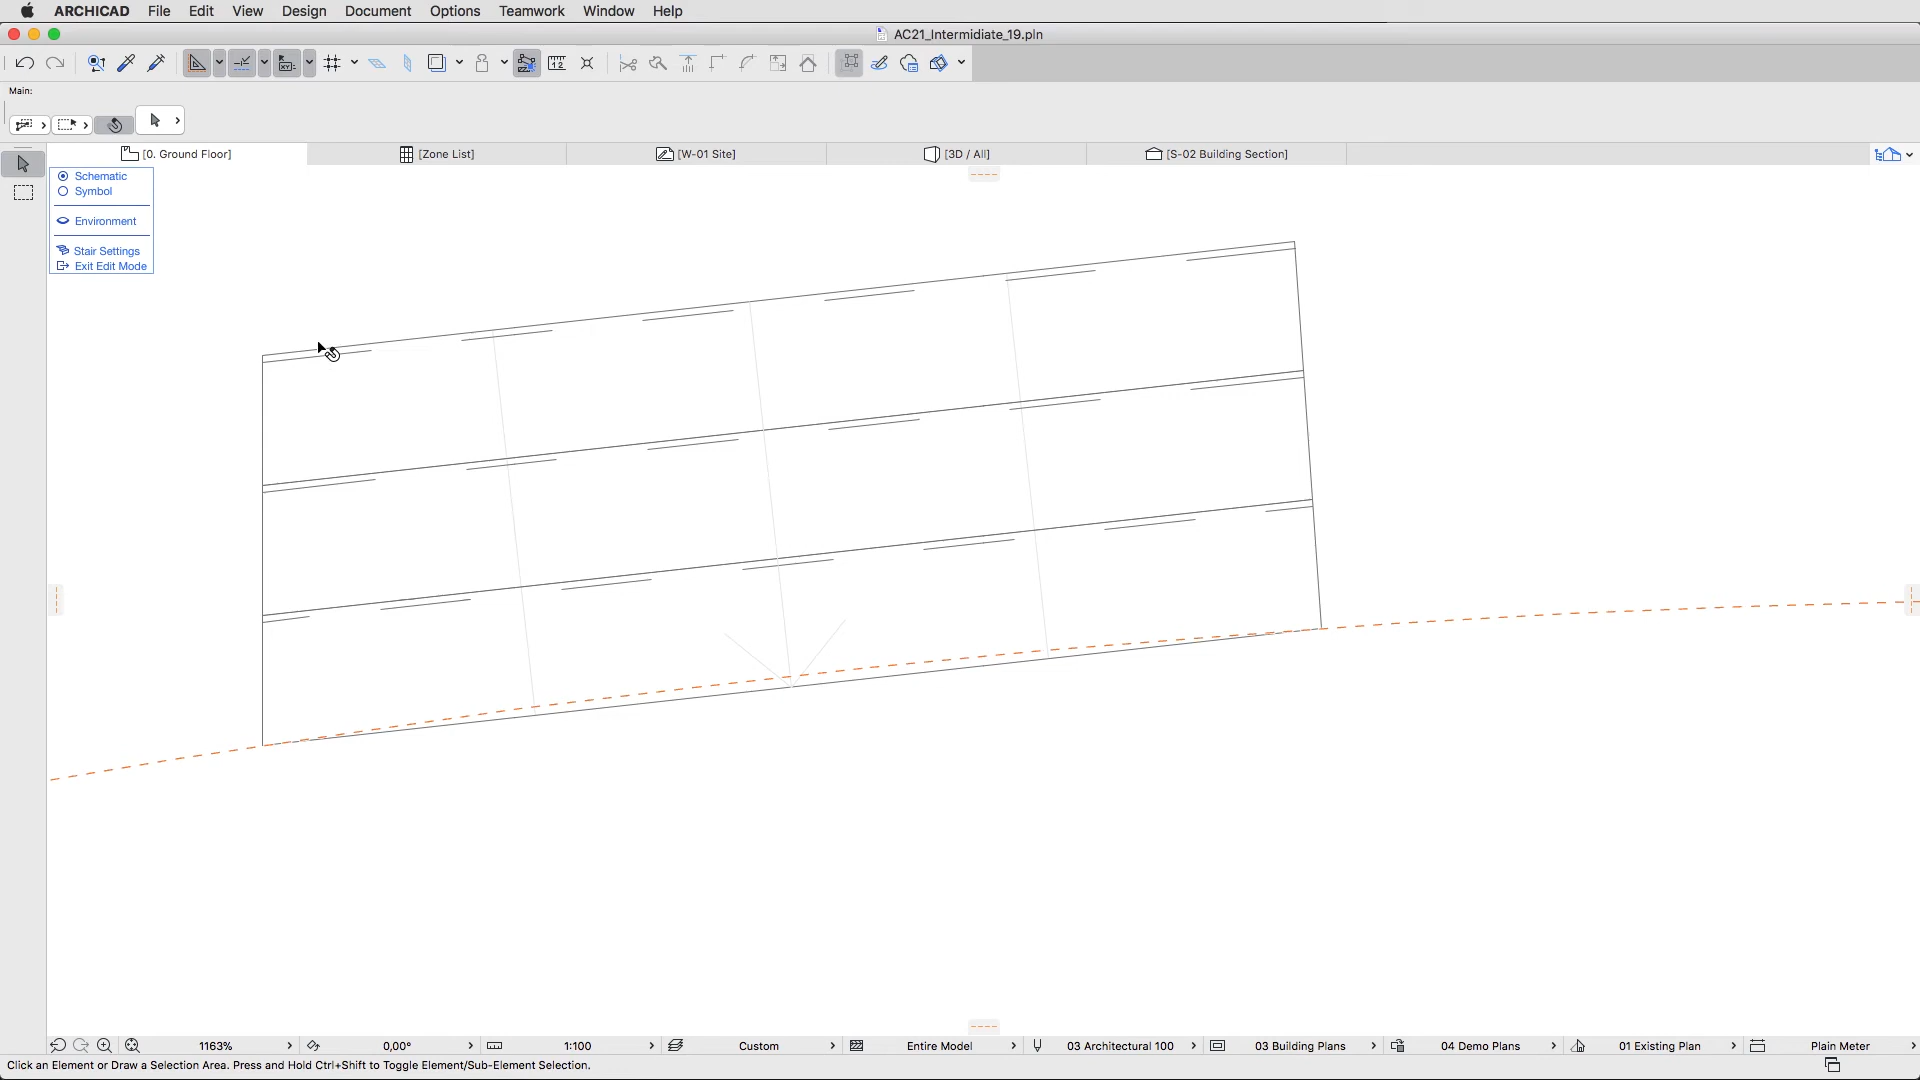 ARCHICAD File Edit View Design Document Options Teamwork Window Help
AC21_Intermidiate_19.pln
Main:
[0. Ground Floor] [Zone List] [W-01 Site] [3D / All] [S-02 Building Section]
Schematic
Symbol
Environment
Stair Settings
Exit Edit Mode
1163% 0,00° 1:100 Custom Entire Model 03 Architectural 100 03 Building Plans 04 Demo Plans 01 Existing Plan Plain Meter
Click an Element or Draw a Selection Area. Press and Hold Ctrl+Shift to Toggle Element/Sub-Element Selection.